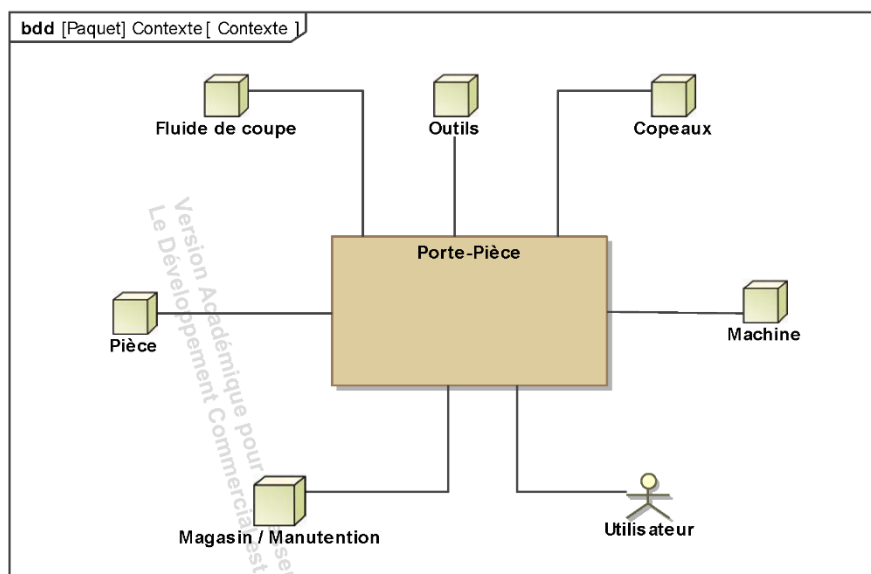 bdd [Paquet] Contexte [ Contexte ]
Fluide de coupe
Outils
Copeaux
Porte-Pièce
Pièce
Machine
Magasin / Manutention
Utilisateur
Version Académique pour
Le Développement Commercial est